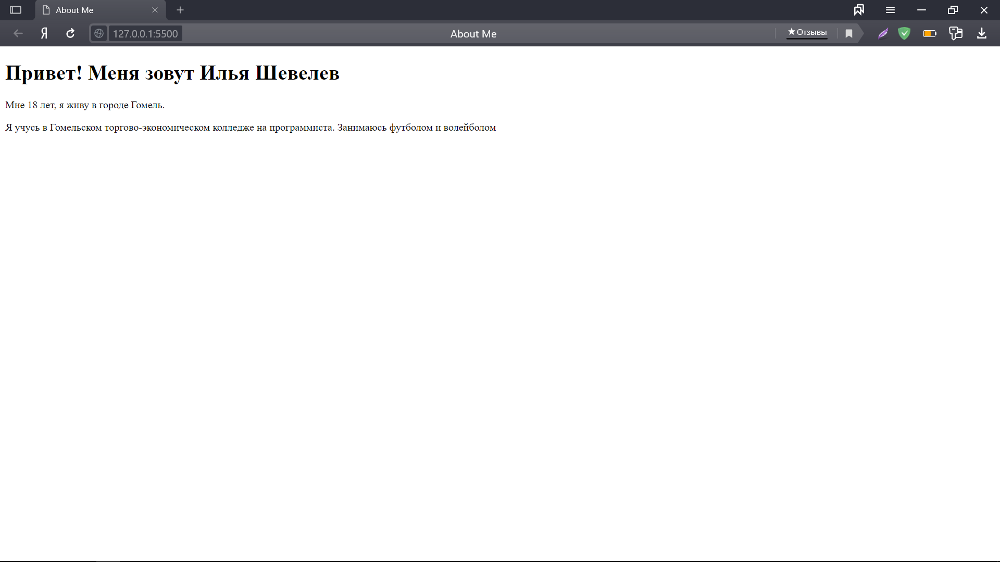 About Me
Я
127.0.0.1:5500
About Me
★ Отзывы
Привет! Меня зовут Илья Шевелев
Мне 18 лет, я живу в городе Гомель.
Я учусь в Гомельском торгово-экономическом колледже на программиста. Занимаюсь футболом и волейболом